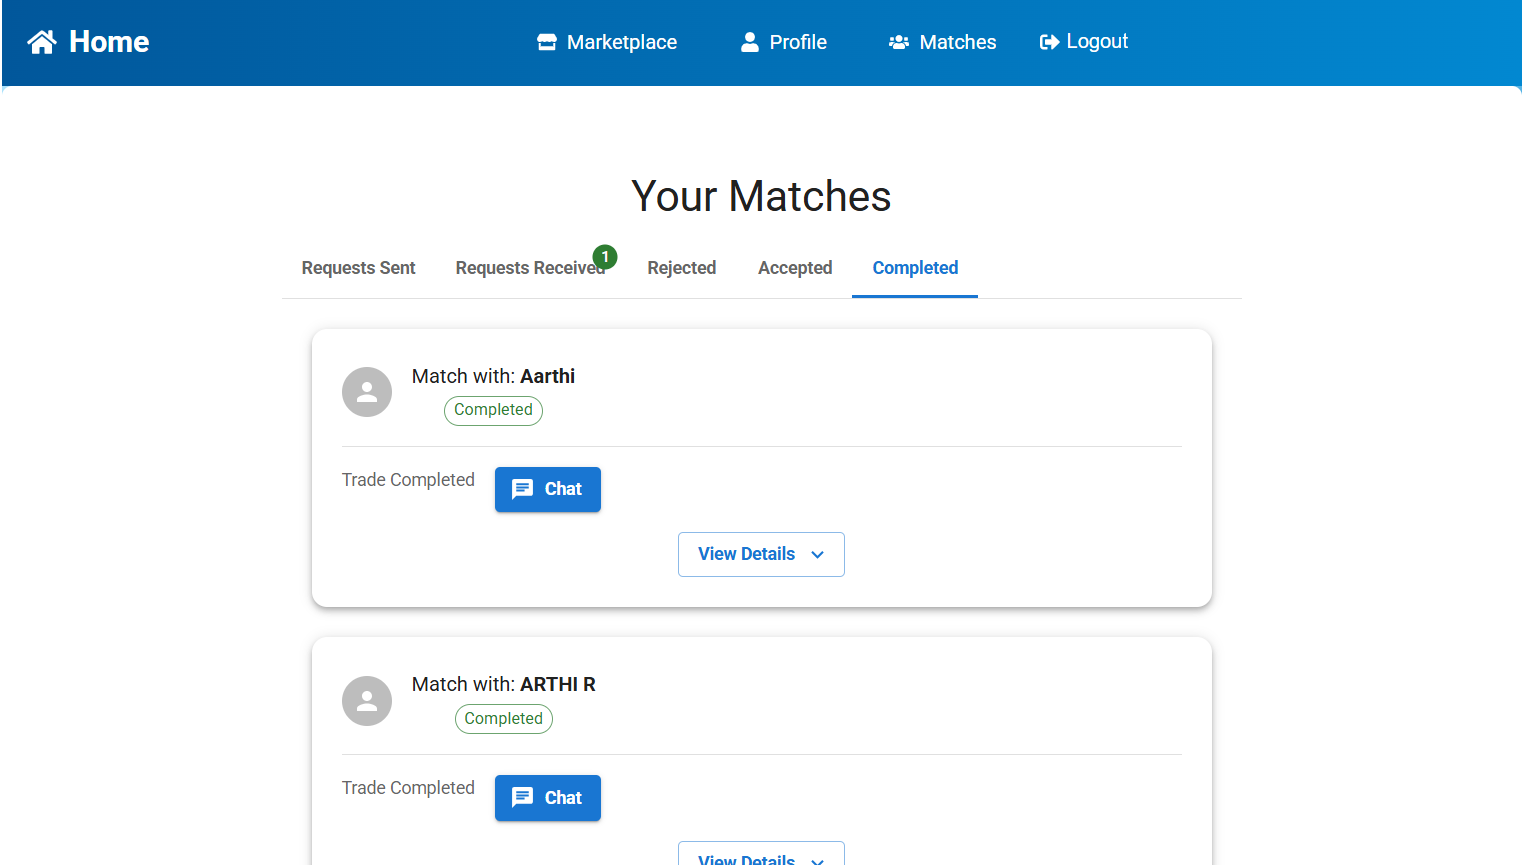 Home Marketplace Profile Matches Logout
Your Matches
Requests Sent Requests Received 1 Rejected Accepted Completed
Match with: Aarthi
Completed
Trade Completed Chat
View Details
Match with: ARTHI R
Completed
Trade Completed Chat
View Details